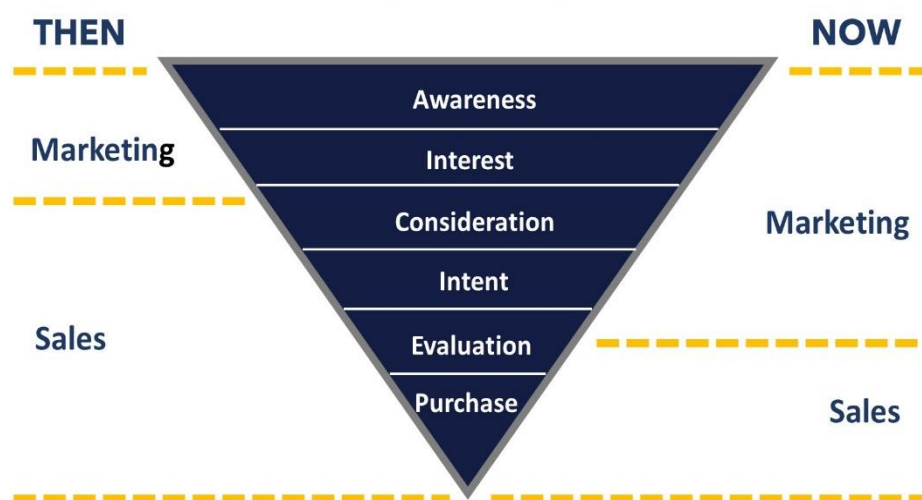 THEN
NOW
Awareness
Marketing
Interest
Consideration
Marketing
Intent
Sales
Evaluation
Purchase
Sales